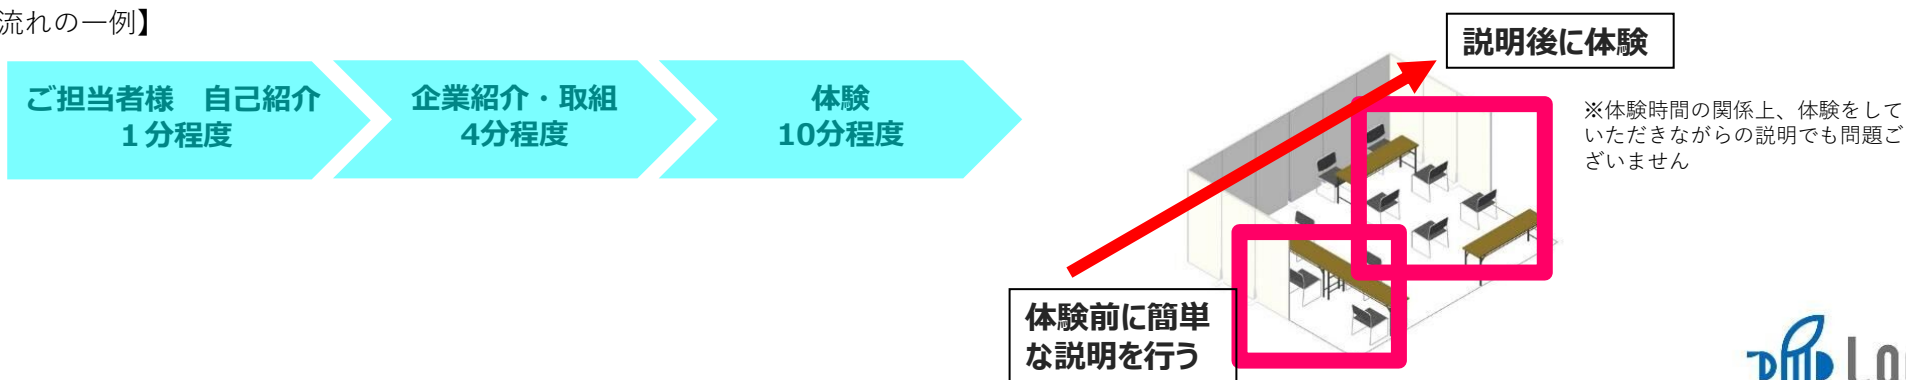 流れの一例】
ご担当者様　自己紹介
１分程度
企業紹介・取組
4分程度
体験
10分程度
説明後に体験
※体験時間の関係上、体験をして
いただきながらの説明でも問題ご
ざいません
体験前に簡単
な説明を行う